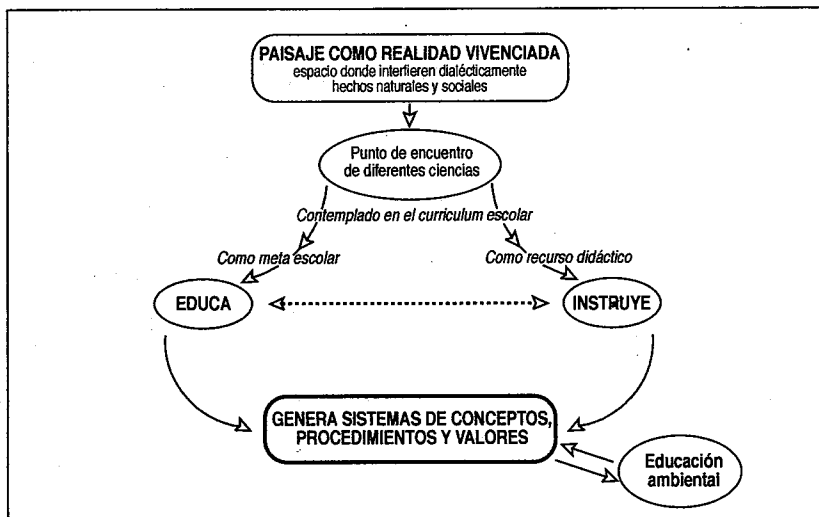 PAISAJE COMO REALIDAD VIVENCIADA
espacio donde interfieren dialécticamente
hechos naturales y sociales
Punto de encuentro
de diferentes ciencias
Contemplado en el curriculum escolar
Como meta escolar
Como recurso didáctico
EDUCA
INSTRUYE
GENERA SISTEMAS DE CONCEPTOS,
PROCEDIMIENTOS Y VALORES
Educación
ambiental